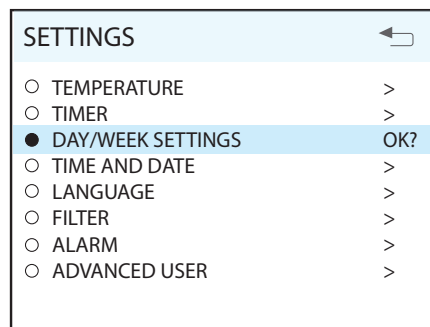 SETTINGS
TEMPERATURE >
TIMER >
DAY/WEEK SETTINGS OK?
TIME AND DATE >
LANGUAGE >
FILTER >
ALARM >
ADVANCED USER >